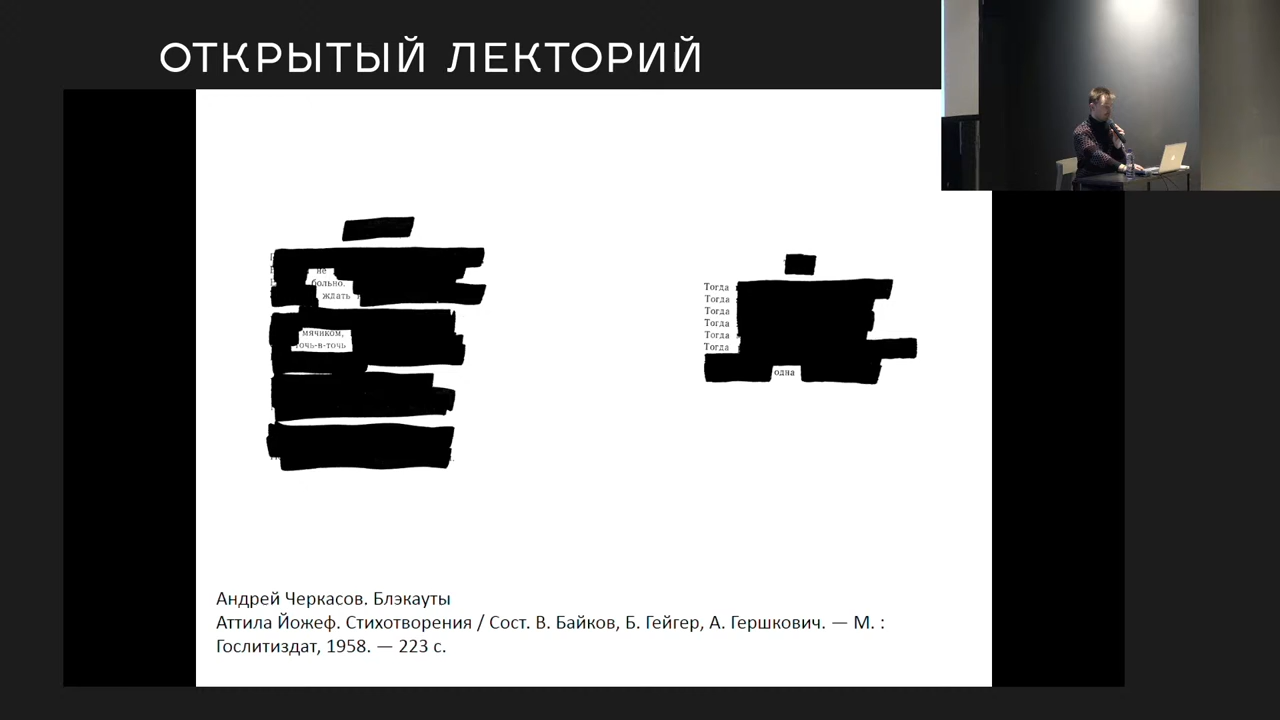 ОТКРЫТЫЙ ЛЕКТОРИЙ
не
больно.
ждать
мячиком,
точь-в-точь
Тогда
Тогда
Тогда
Тогда
Тогда
Тогда
одна
Андрей Черкасов. Блэкауты
Аттила Йожеф. Стихотворения / Сост. В. Байков, Б. Гейгер, А. Гершкович. — М. :
Гослитиздат, 1958. — 223 с.